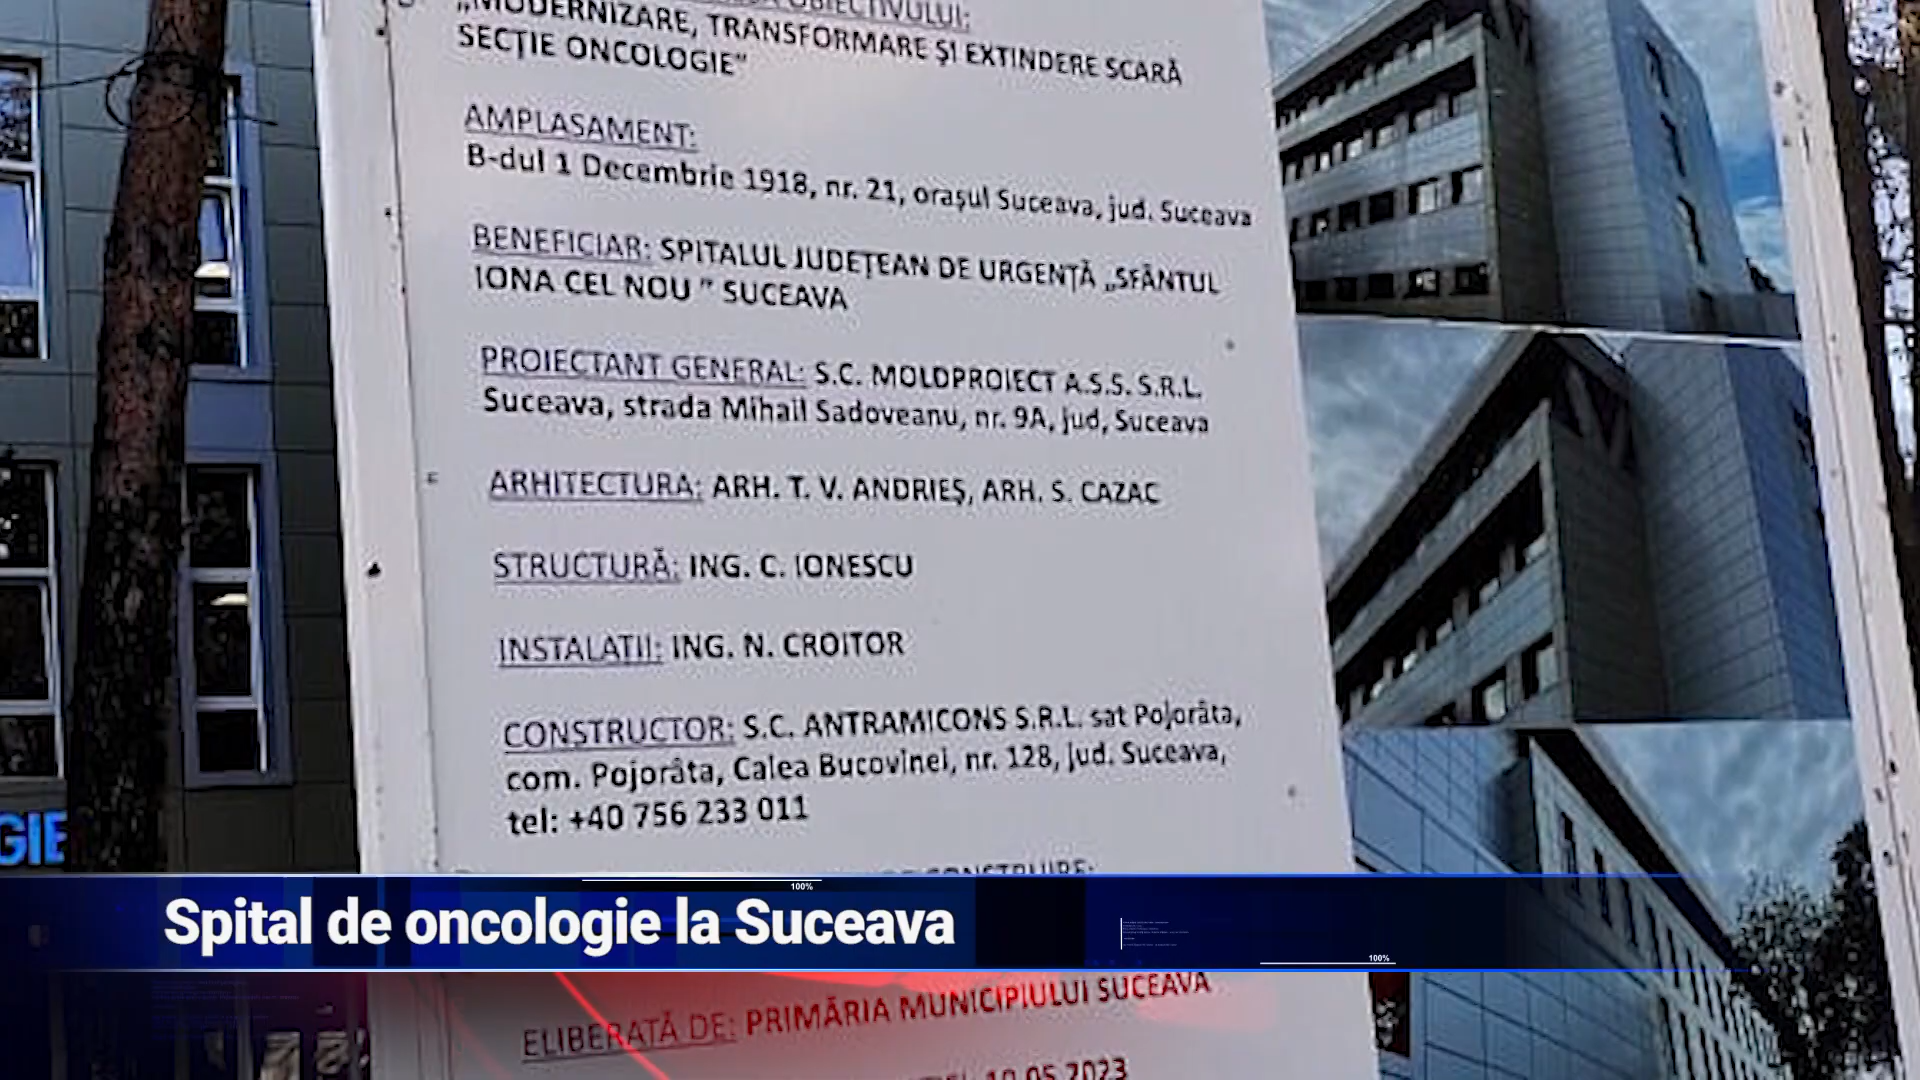 OBIECTIVULUI:
„MODERNIZARE, TRANSFORMARE ŞI EXTINDERE SCARĂ
SECȚIE ONCOLOGIE”
AMPLASAMENT:
B-dul 1 Decembrie 1918, nr. 21, orașul Suceava, jud. Suceava
BENEFICIAR: SPITALUL JUDEȚEAN DE URGENȚĂ „SFÂNTUL
IONA CEL NOU ” SUCEAVA
PROIECTANT GENERAL: S.C. MOLDPROIECT A.S.S. S.R.L.
Suceava, strada Mihail Sadoveanu, nr. 9A, jud, Suceava
ARHITECTURA: ARH. T. V. ANDRIEŞ, ARH. S. CAZAC
STRUCTURĂ: ING. C. IONESCU
INSTALAȚII: ING. N. CROITOR
CONSTRUCTOR: S.C. ANTRAMICONS S.R.L. sat Pojorâta,
com. Pojorâta, Calea Bucovinei, nr. 128, jud. Suceava,
tel: +40 756 233 011
CONSTRUIRE:
GIE
100%
Spital de oncologie la Suceava
100%
ELIBERATĂ DE: PRIMĂRIA MUNICIPIULUI SUCEAVA
10.05.2023